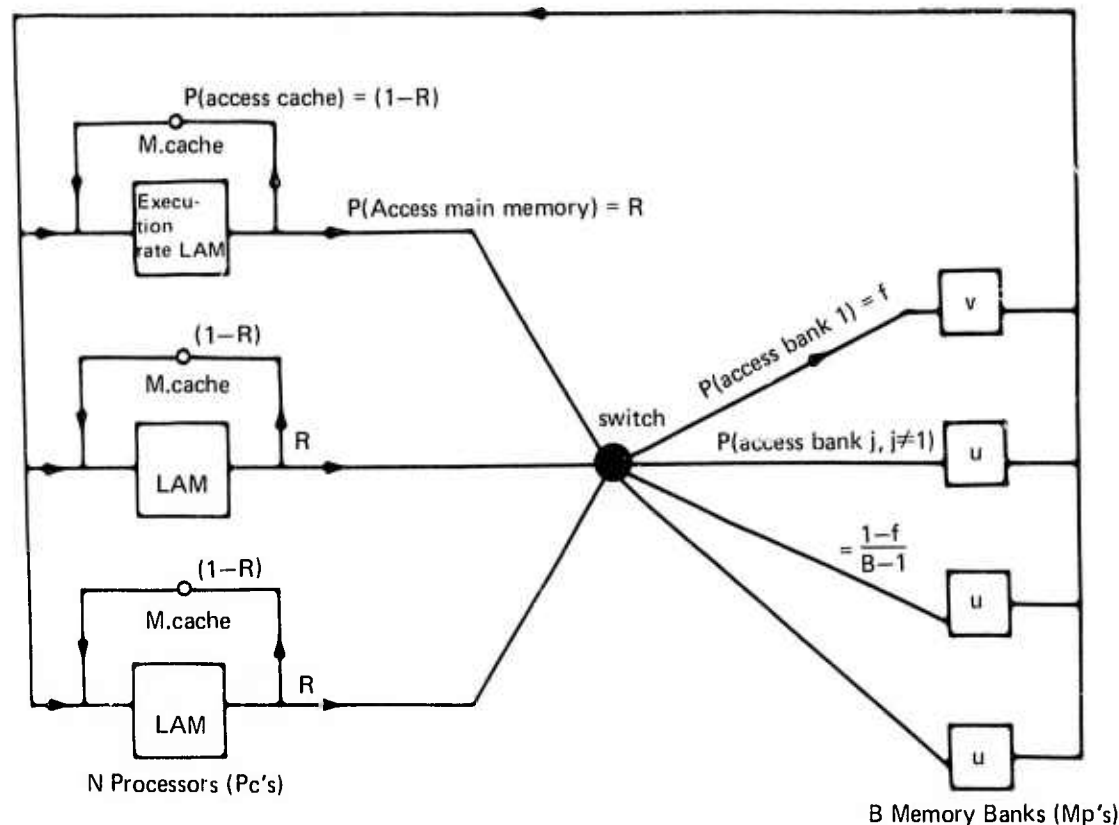 P(access cache) = (1−R)
M.cache
Execu-
tion
rate LAM
P(Access main memory) = R
(1−R)
M.cache
R
LAM
(1−R)
M.cache
R
LAM
N Processors (Pc's)
switch
P(access bank 1) = f
v
P(access bank j, j≠1)
u
= 1−f
B−1
u
u
B Memory Banks (Mp's)